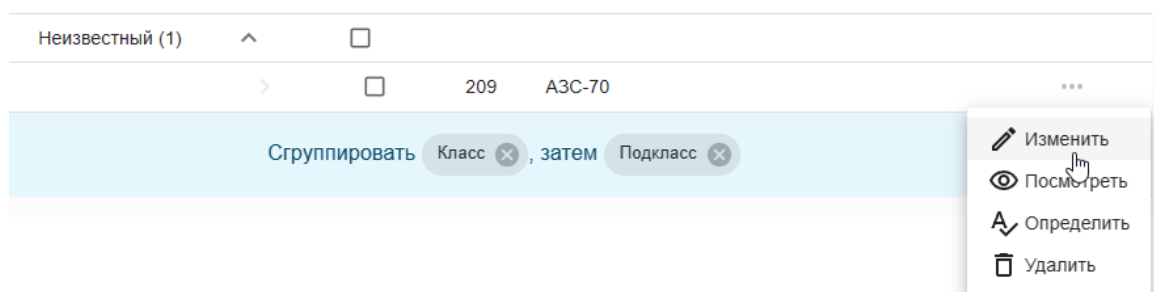 Неизвестный (1)
209 АЗС-70
Сгруппировать Класс , затем Подкласс
Изменить
Посмотреть
Определить
Удалить